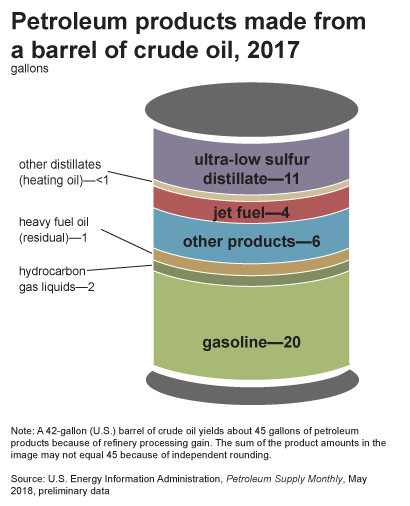 Petroleum products made from
a barrel of crude oil, 2017
gallons
ultra-low sulfur
distillate—11
other distillates
(heating oil)—<1
jet fuel—4
heavy fuel oil
(residual)—1
other products—6
hydrocarbon
gas liquids—2
gasoline—20
Note: A 42-gallon (U.S.) barrel of crude oil yields about 45 gallons of petroleum
products because of refinery processing gain. The sum of the product amounts in the
image may not equal 45 because of independent rounding.
Source: U.S. Energy Information Administration, Petroleum Supply Monthly, May
2018, preliminary data